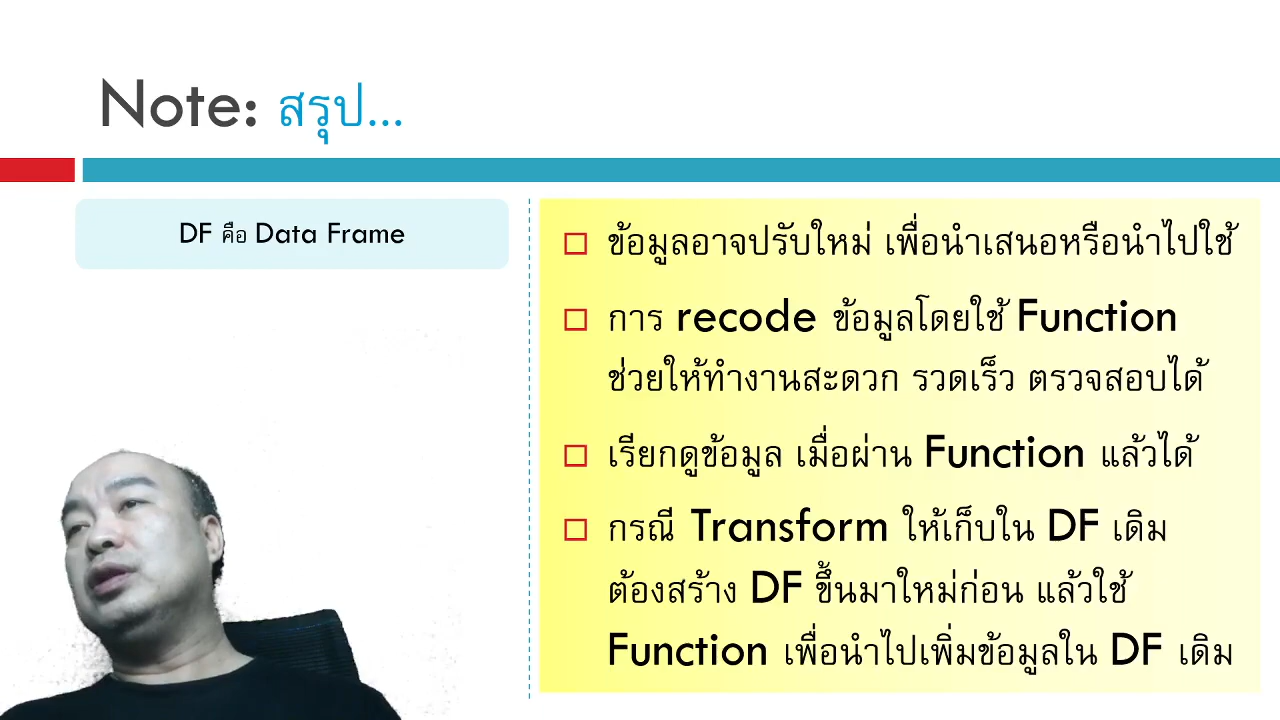 Note: สรุป...
DF คือ Data Frame
ข้อมูลอาจปรับใหม่ เพื่อนำเสนอหรือนำไปใช้
การ recode ข้อมูลโดยใช้ Function
ช่วยให้ทำงานสะดวก รวดเร็ว ตรวจสอบได้
เรียกดูข้อมูล เมื่อผ่าน Function แล้วได้
กรณี Transform ให้เก็บใน DF เดิม
ต้องสร้าง DF ขึ้นมาใหม่ก่อน แล้วใช้
Function เพื่อนำไปเพิ่มข้อมูลใน DF เดิม